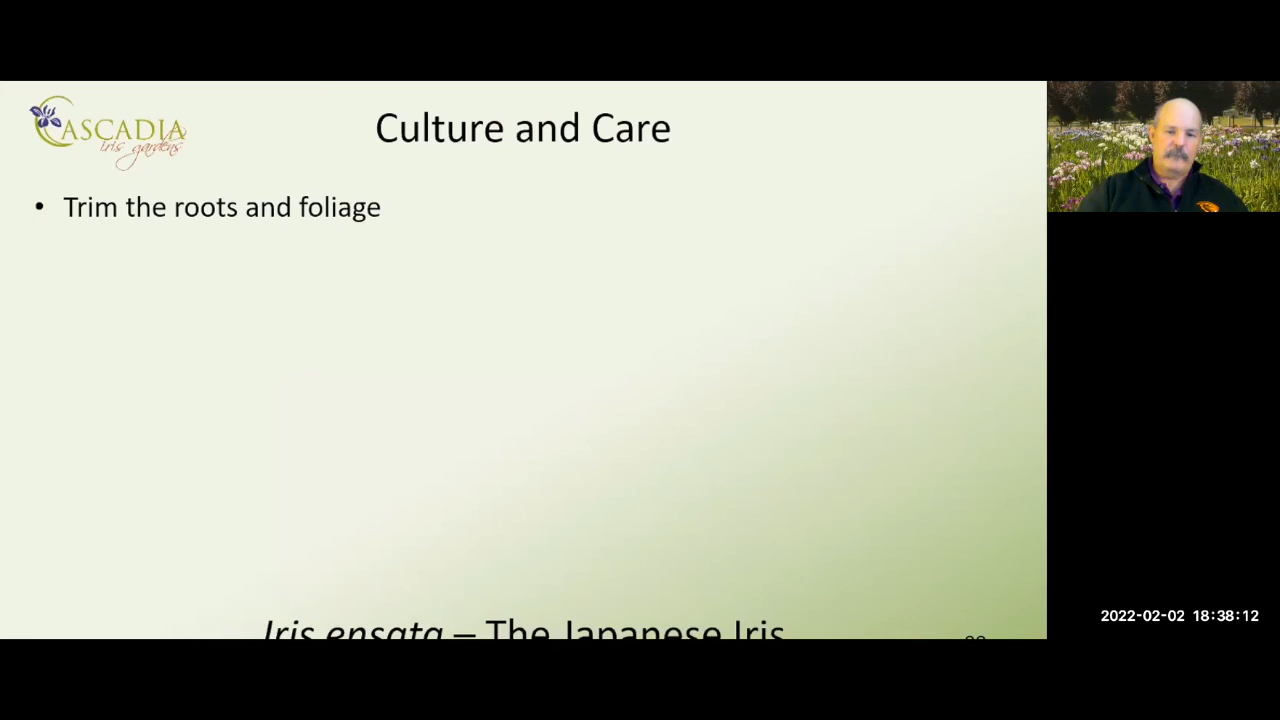 CASCADIA
iris gardens
Culture and Care
• Trim the roots and foliage
Iris ensata – The Japanese Iris
2022-02-02 18:38:12